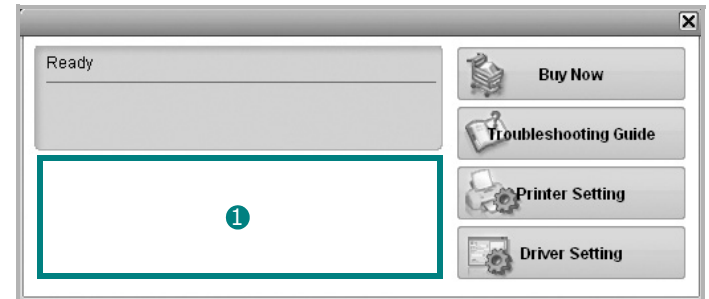 Ready
Buy Now
Troubleshooting Guide
1
Printer Setting
Driver Setting